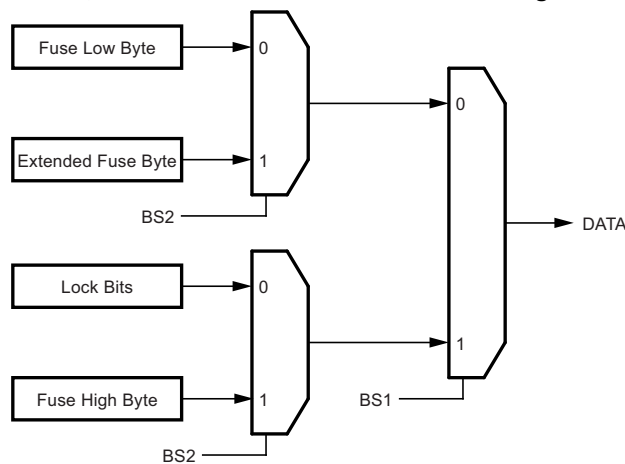 Fuse Low Byte
0
Extended Fuse Byte
1
BS2
0
DATA
Lock Bits
0
1
Fuse High Byte
1
BS1
BS2